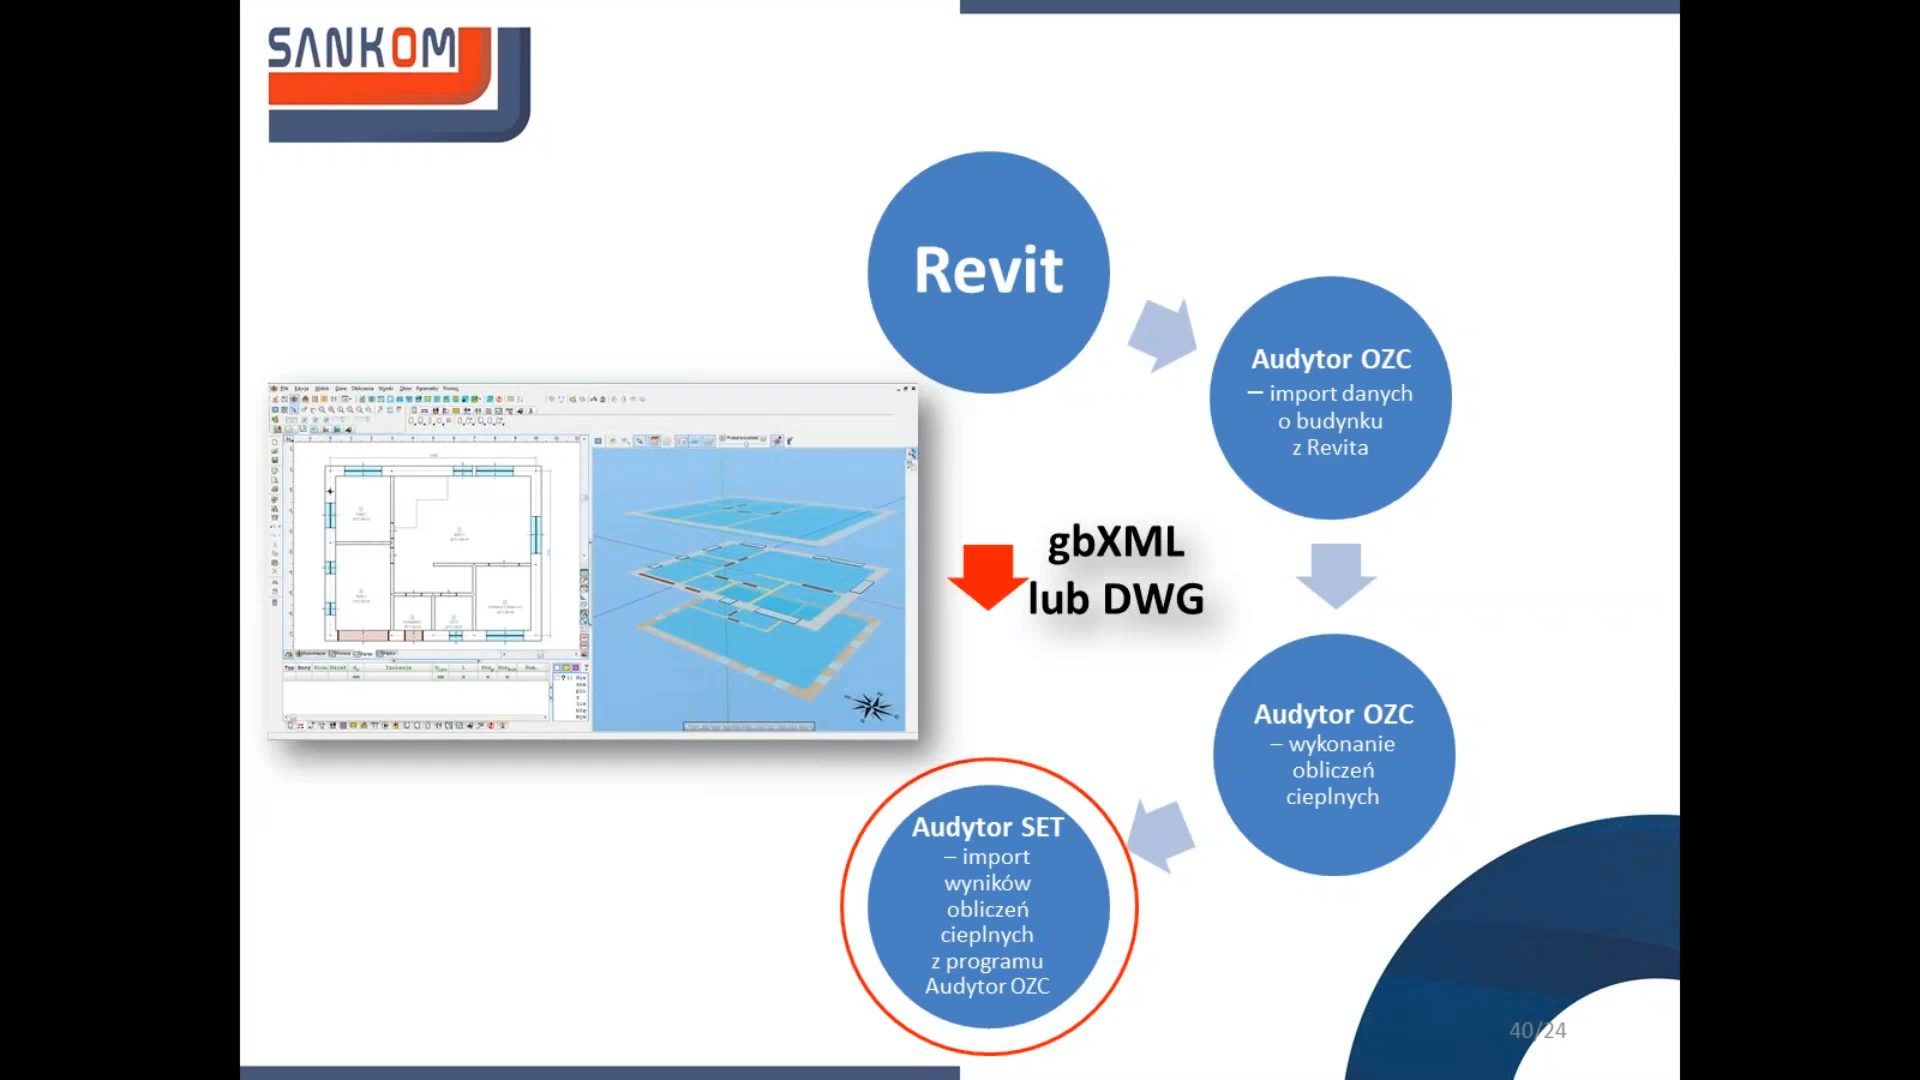 SANKOM
Revit
Audytor OZC
– import danych
o budynku
z Revita
gbXML
lub DWG
Audytor OZC
– wykonanie
obliczeń
cieplnych
Audytor SET
– import
wyników
obliczeń
cieplnych
z programu
Audytor OZC
40/24